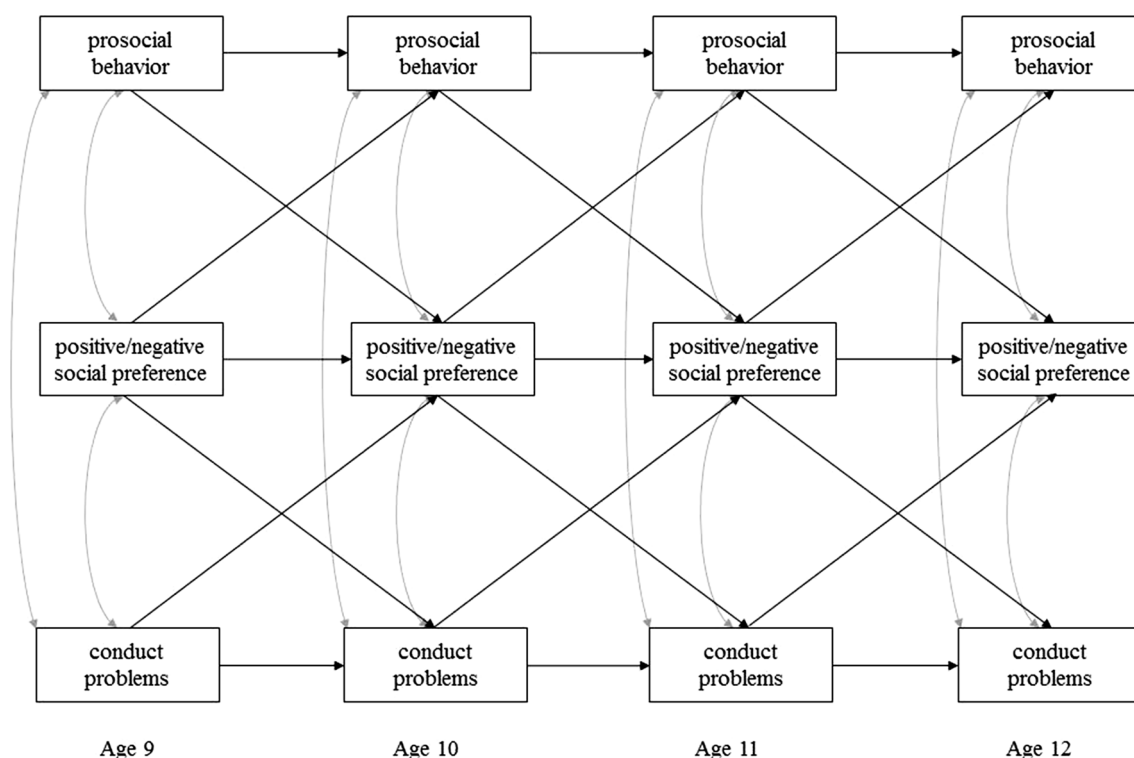 prosocial
behavior
prosocial
behavior
prosocial
behavior
prosocial
behavior
positive/negative
social preference
positive/negative
social preference
positive/negative
social preference
positive/negative
social preference
conduct
problems
conduct
problems
conduct
problems
conduct
problems
Age 9
Age 10
Age 11
Age 12